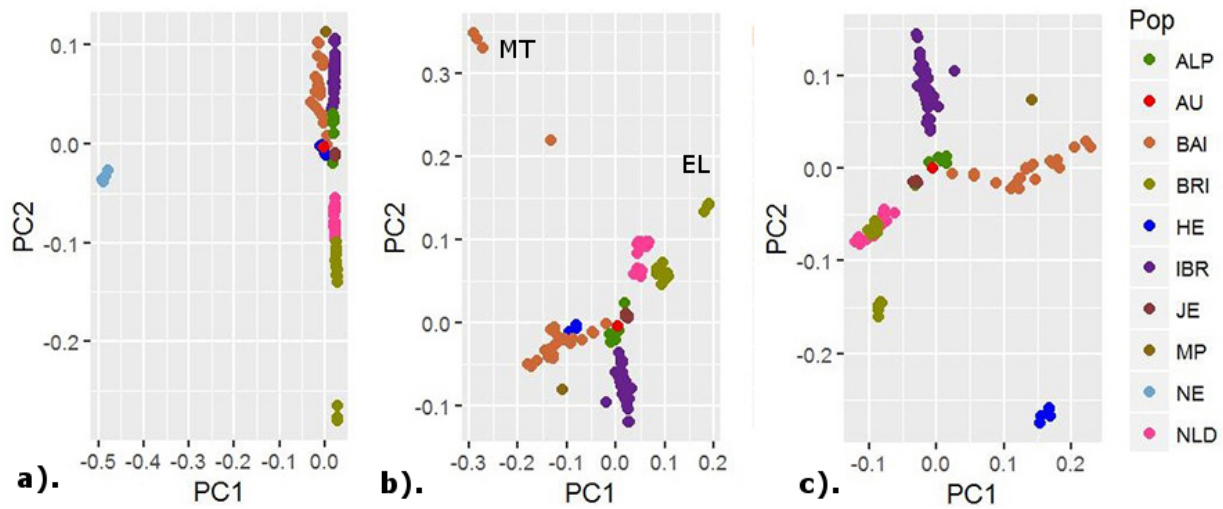 PC2
0.1
0.0
-0.1
-0.2
-0.5 -0.4 -0.3 -0.2 -0.1 0.0
PC1
a).
PC2
0.3
0.2
0.1
0.0
-0.1
MT
EL
-0.3 -0.2 -0.1 0.0 0.1 0.2
PC1
b).
PC2
0.1
0.0
-0.1
-0.2
-0.1 0.0 0.1 0.2
PC1
c).
Pop
ALP
AU
BAI
BRI
HE
IBR
JE
MP
NE
NLD